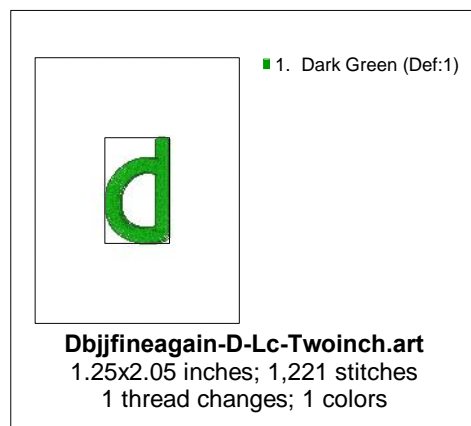 1. Dark Green (Def:1)
d
Dbjjfineagain-D-Lc-Twoinch.art
1.25x2.05 inches; 1,221 stitches
1 thread changes; 1 colors